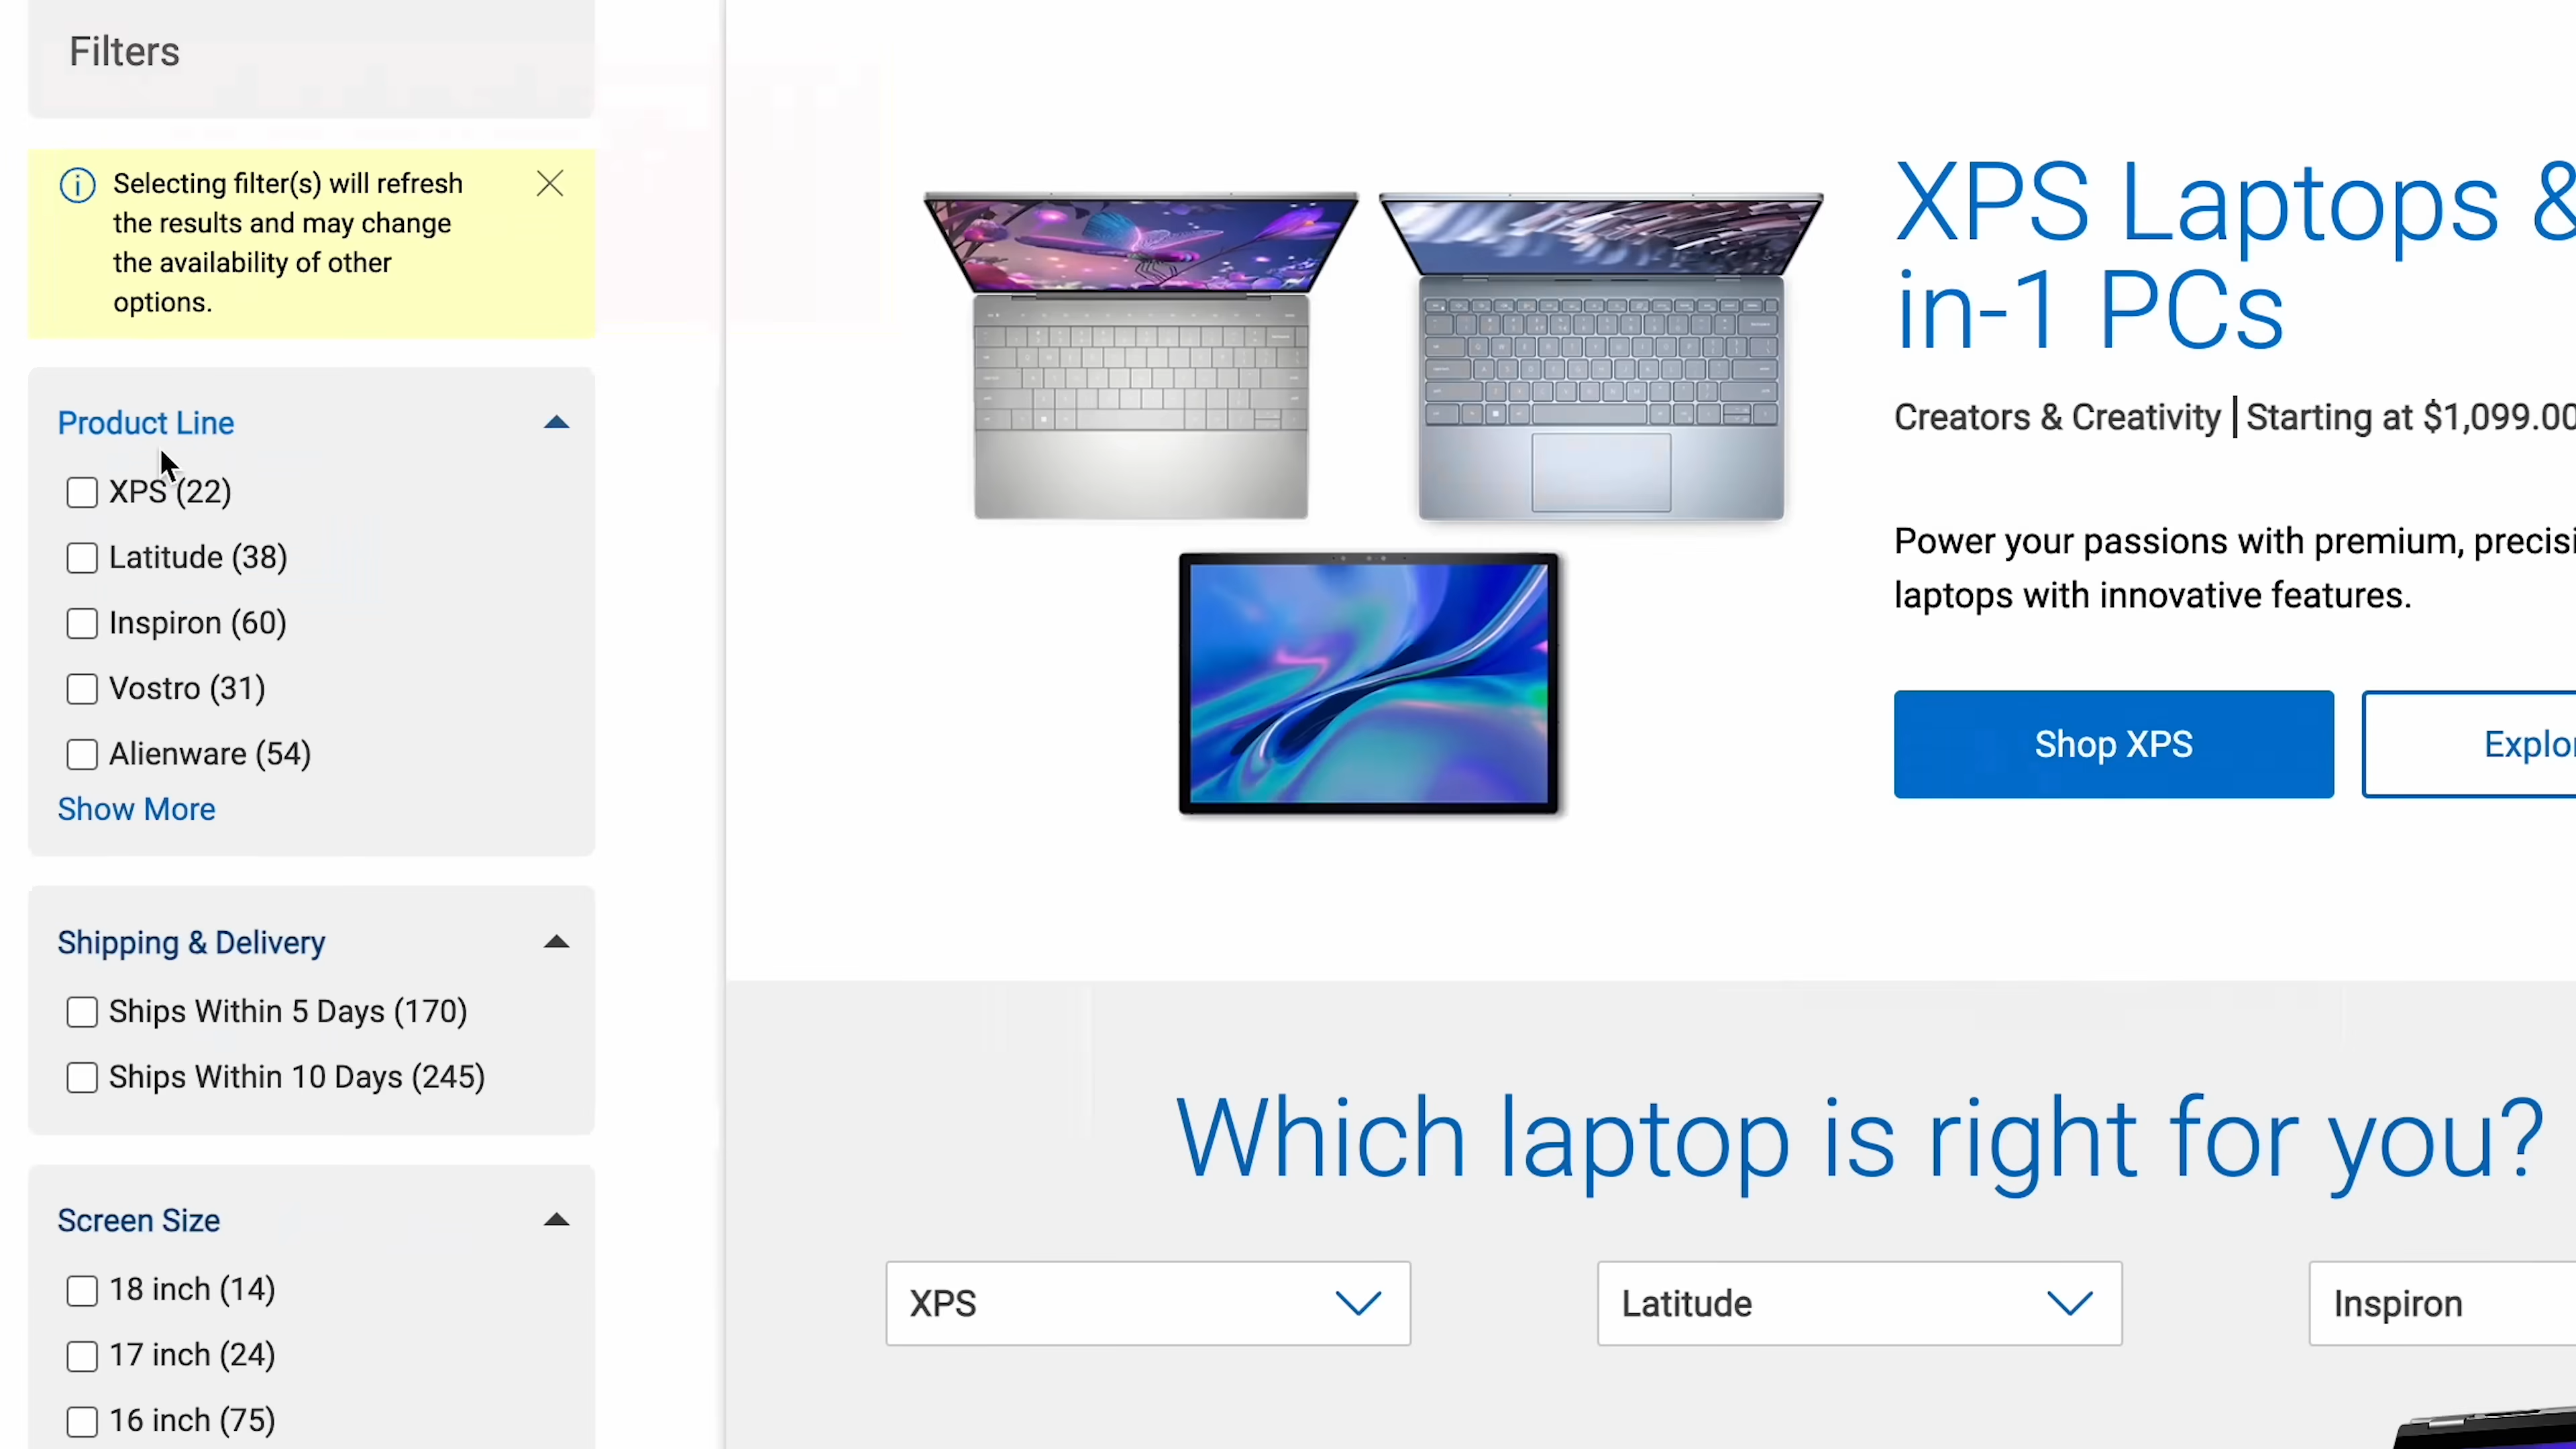 Filters
Selecting filter(s) will refresh
the results and may change
the availability of other
options.
Product Line
XPS (22)
Latitude (38)
Inspiron (60)
Vostro (31)
Alienware (54)
Show More
Shipping & Delivery
Ships Within 5 Days (170)
Ships Within 10 Days (245)
Screen Size
18 inch (14)
17 inch (24)
16 inch (75)
XPS Laptops &
in-1 PCs
Creators & Creativity | Starting at $1,099.00
Power your passions with premium, precisi
laptops with innovative features.
Shop XPS
Explor
Which laptop is right for you?
XPS
Latitude
Inspiron